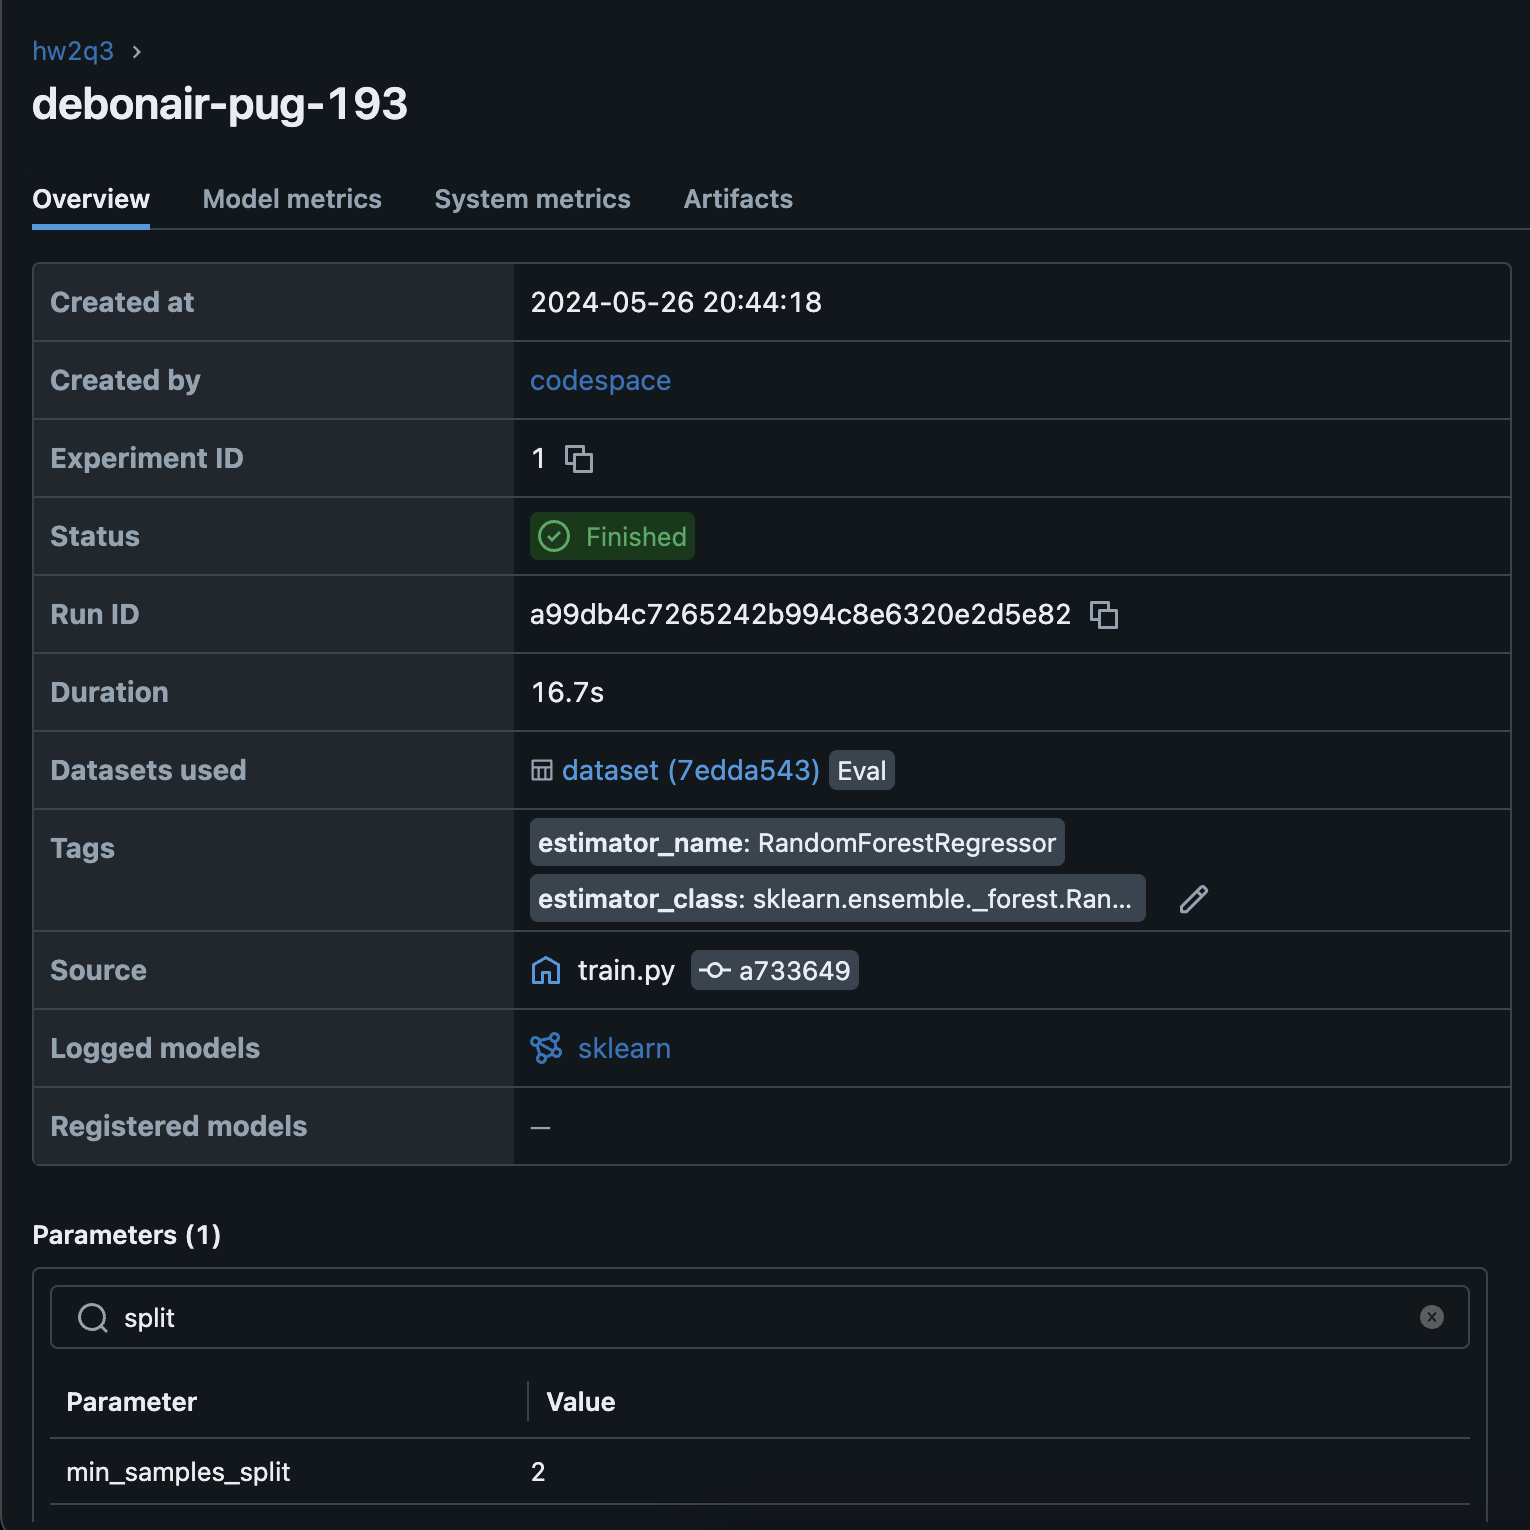 hw2q3
debonair-pug-193
Overview Model metrics System metrics Artifacts
Created at 2024-05-26 20:44:18
Created by codespace
Experiment ID 1
Status Finished
Run ID a99db4c7265242b994c8e6320e2d5e82
Duration 16.7s
Datasets used dataset (7edda543) Eval
Tags estimator_name: RandomForestRegressor
estimator_class: sklearn.ensemble._forest.Ran...
Source train.py a733649
Logged models sklearn
Registered models —
Parameters (1)
split
Parameter Value
min_samples_split 2